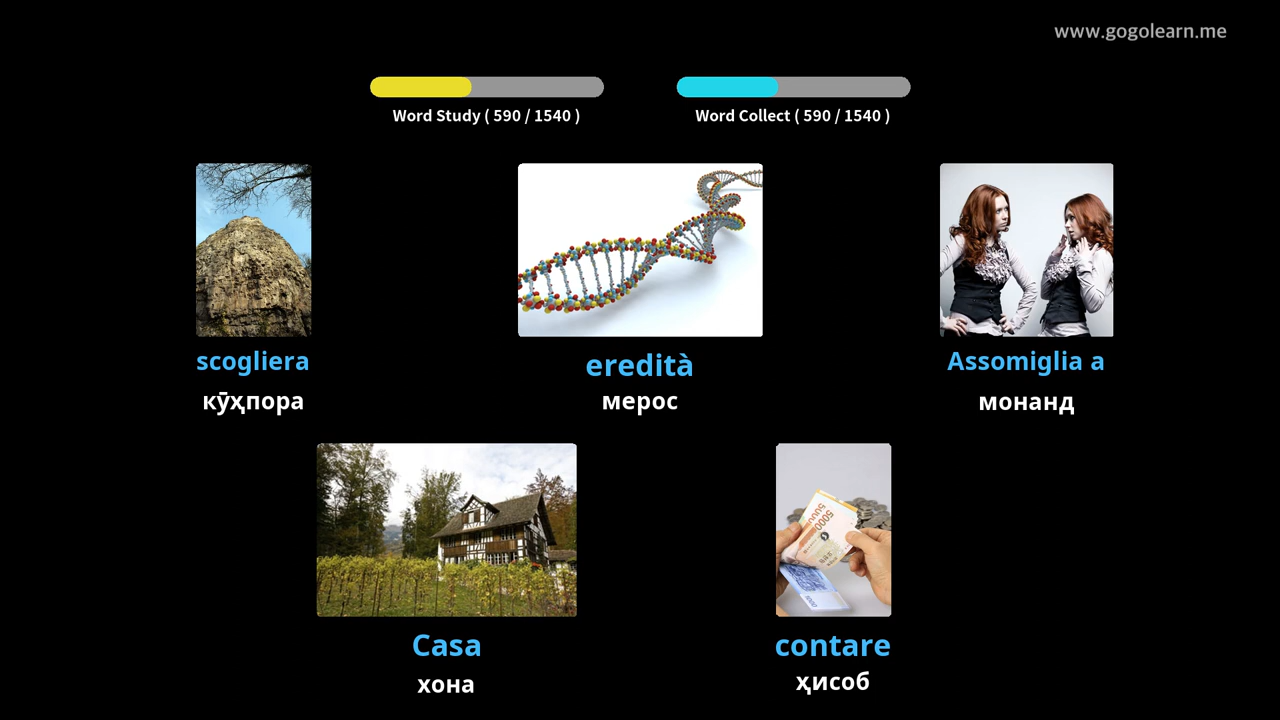 www.gogolearn.me
Word Study ( 590 / 1540 )
Word Collect ( 590 / 1540 )
scogliera
кӯҳпора
eredità
мерос
Assomiglia a
монанд
5000
Casa
хона
contare
ҳисоб